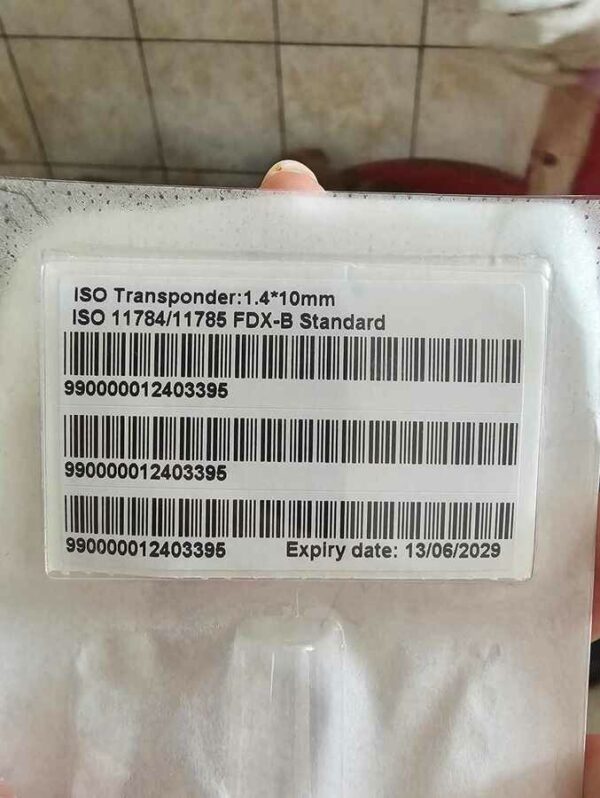 ISO Transponder:1.4*10mm
ISO 11784/11785 FDX-B Standard
990000012403395
990000012403395
990000012403395 Expiry date: 13/06/2029